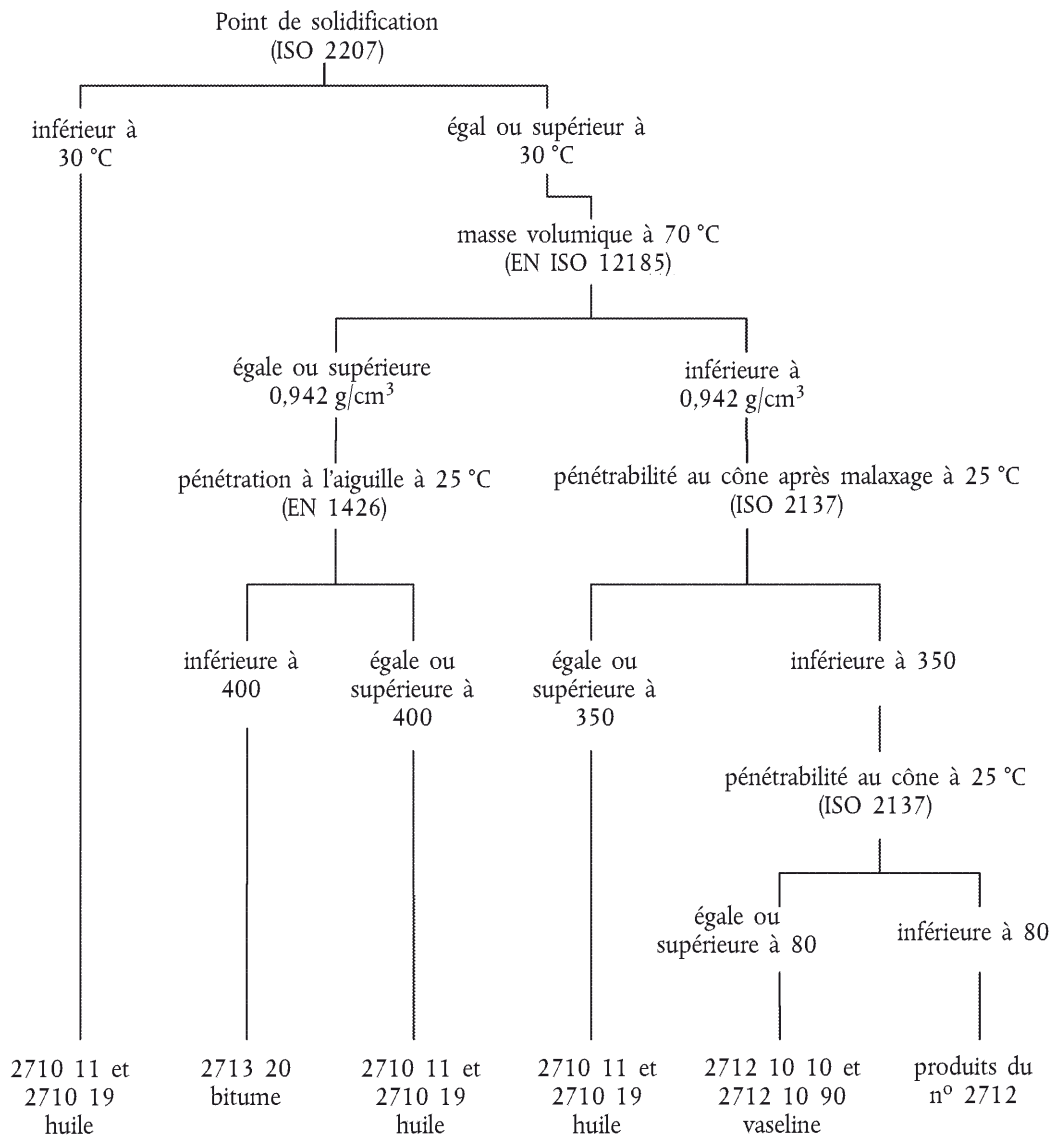 Point de solidification
(ISO 2207)
inférieur à
30 °C
égal ou supérieur à
30 °C
masse volumique à 70 °C
(EN ISO 12185)
égale ou supérieure
0,942 g/cm³
inférieure à
0,942 g/cm³
pénétration à l'aiguille à 25 °C
(EN 1426)
pénétrabilité au cône après malaxage à 25 °C
(ISO 2137)
inférieure à
400
égale ou
supérieure à
400
égale ou
supérieure à
350
inférieure à 350
pénétrabilité au cône à 25 °C
(ISO 2137)
égale ou
supérieure à 80
inférieure à 80
2710 11 et
2710 19
huile
2713 20
bitume
2710 11 et
2710 19
huile
2710 11 et
2710 19
huile
2712 10 10 et
2712 10 90
vaseline
produits du
nº 2712